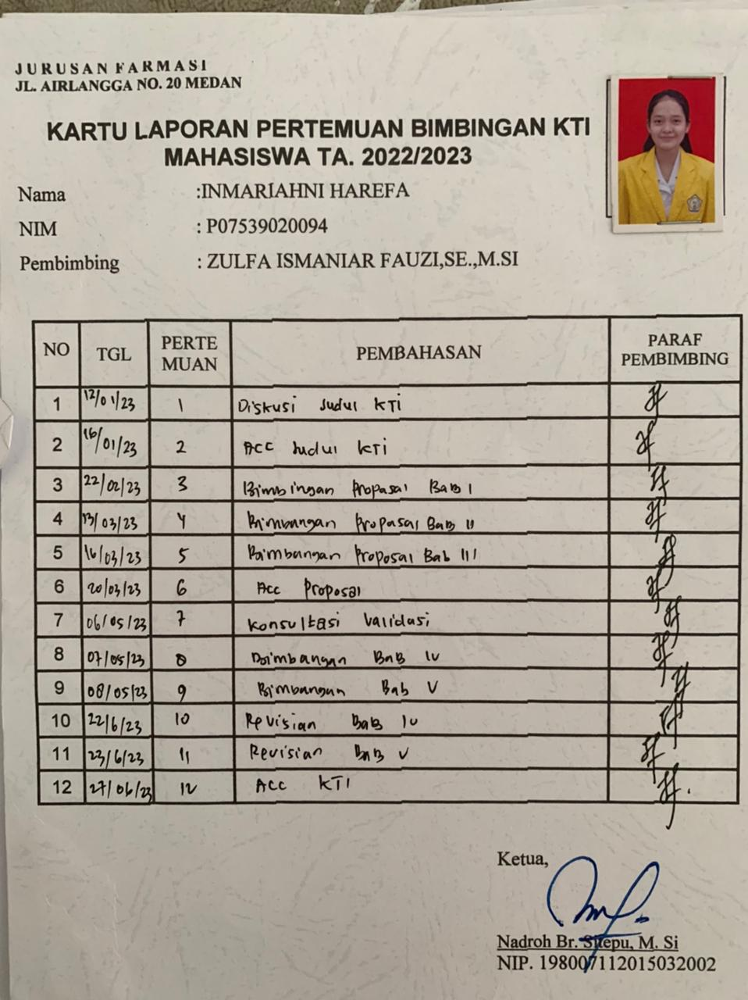 JURUSAN FARMASI
JL. AIRLANGGA NO. 20 MEDAN
KARTU LAPORAN PERTEMUAN BIMBINGAN KTI
MAHASISWA TA. 2022/2023
Nama :INMARIAHNI HAREFA
NIM : P07539020094
Pembimbing : ZULFA ISMANIAR FAUZI,SE.,M.SI
NO TGL PERTE MUAN PEMBAHASAN PARAF PEMBIMBING
1 12/01/23 1 Diskusi Judul KTi
2 16/01/23 2 ACC Judul KTi
3 22/02/23 3 Bimbingan Proposal Bab I
4 13/03/23 4 Bimbangan Proposal Bab II
5 16/03/23 5 Bimbangan Proposal Bab III
6 20/03/23 6 Acc Proposal
7 06/05/23 7 Konsultasi Validasi
8 07/05/23 8 Boimbangan Bab IV
9 08/05/23 9 Bimbangan Bab V
10 22/6/23 10 Revisian Bab IV
11 23/6/23 11 Revisian Bab V
12 27/06/23 12 ACC KTI
Ketua,
Nadroh Br. Sitepu, M. Si
NIP. 198007112015032002